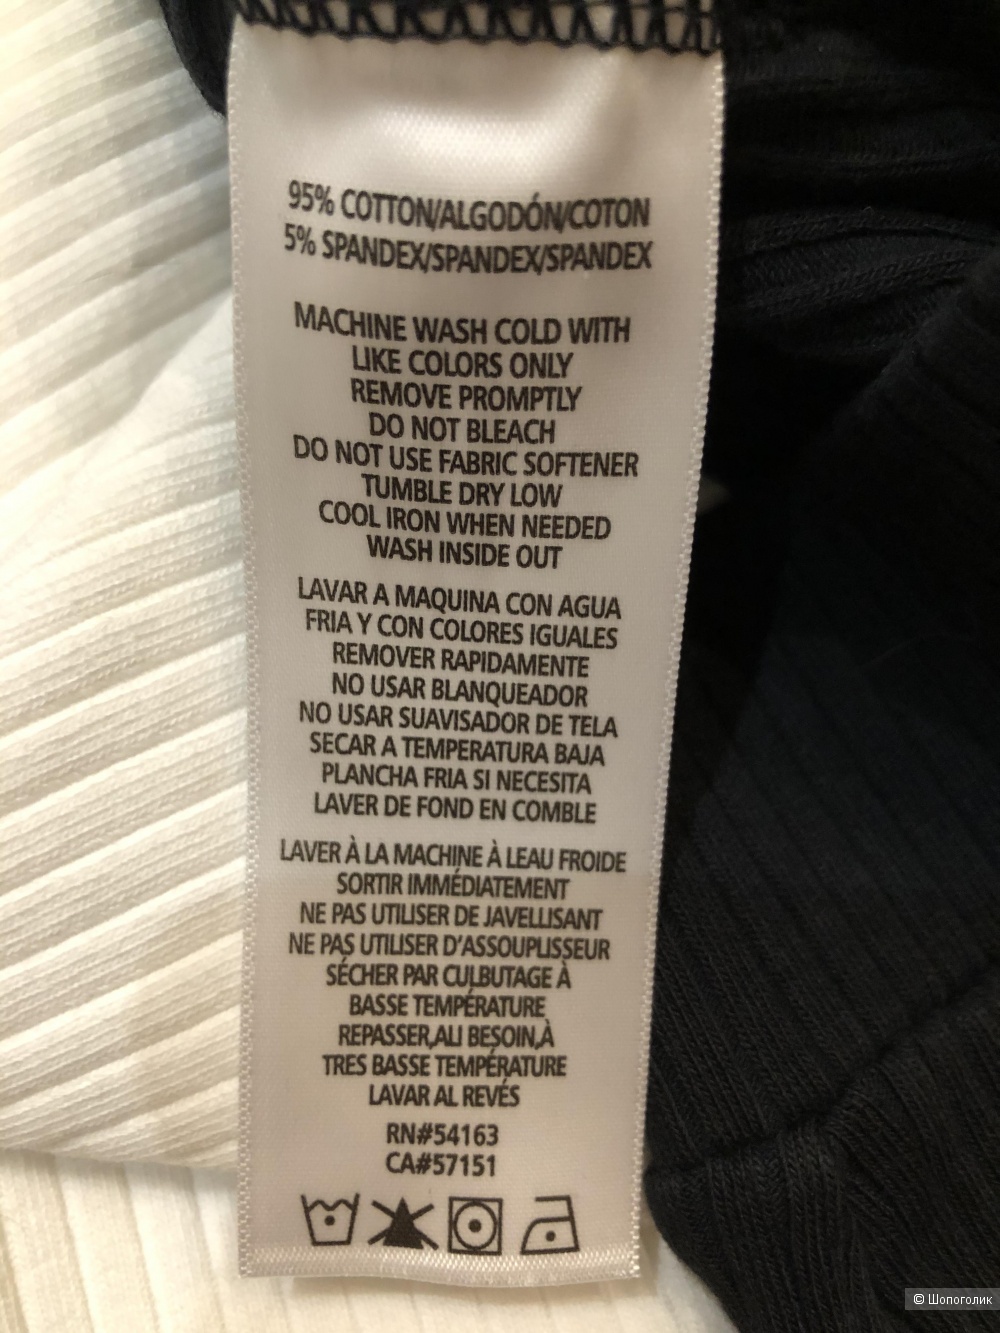 95% COTTON/ALGODÓN/COTON
5% SPANDEX/SPANDEX/SPANDEX
MACHINE WASH COLD WITH
LIKE COLORS ONLY
REMOVE PROMPTLY
DO NOT BLEACH
DO NOT USE FABRIC SOFTENER
TUMBLE DRY LOW
COOL IRON WHEN NEEDED
WASH INSIDE OUT
LAVAR A MAQUINA CON AGUA
FRIA Y CON COLORES IGUALES
REMOVER RAPIDAMENTE
NO USAR BLANQUEADOR
NO USAR SUAVISADOR DE TELA
SECAR A TEMPERATURA BAJA
PLANCHA FRIA SI NECESITA
LAVER DE FOND EN COMBLE
LAVER À LA MACHINE À LEAU FROIDE
SORTIR IMMÉDIATEMENT
NE PAS UTILISER DE JAVELLISANT
NE PAS UTILISER D'ASSOUPLISSEUR
SÉCHER PAR CULBUTAGE À
BASSE TEMPÉRATURE
REPASSER,ALI BESOIN,À
TRES BASSE TEMPÉRATURE
LAVAR AL REVÉS
RN#54163
CA#57151
© Шопоголик